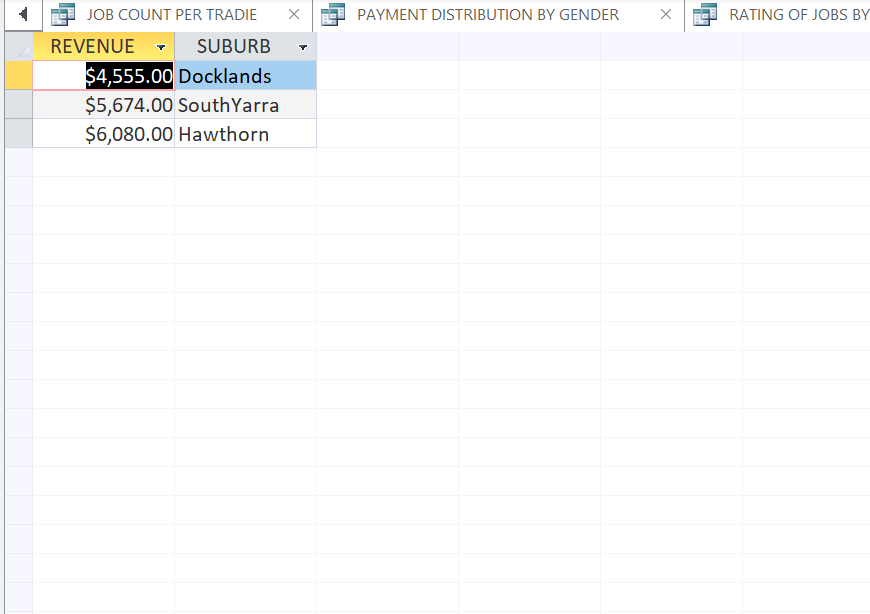 JOB COUNT PER TRADIE PAYMENT DISTRIBUTION BY GENDER RATING OF JOBS BY
REVENUE SUBURB
$4,555.00 Docklands
$5,674.00 SouthYarra
$6,080.00 Hawthorn